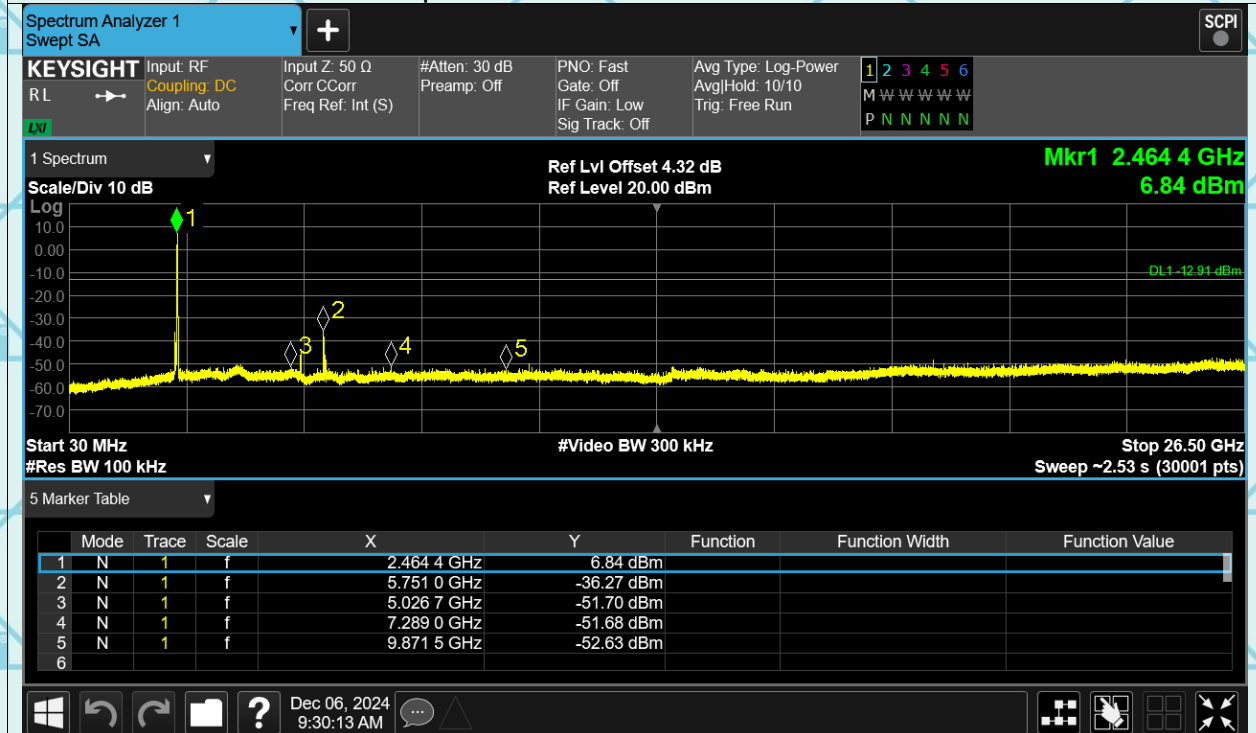 Spectrum Analyzer 1
Swept SA
+
SCPI
KEYSIGHT
RL
LXI
Input: RF
Coupling: DC
Align: Auto
Input Z: 50 Ω
Corr CCorr
Freq Ref: Int (S)
#Atten: 30 dB
Preamp: Off
PNO: Fast
Gate: Off
IF Gain: Low
Sig Track: Off
Avg Type: Log-Power
Avg|Hold: 10/10
Trig: Free Run
1 2 3 4 5 6
M W W W W W
P N N N N N
1 Spectrum
Scale/Div 10 dB
Ref Lvl Offset 4.32 dB
Ref Level 20.00 dBm
Mkr1 2.464 4 GHz
6.84 dBm
Log
10.0
0.00
-10.0
-20.0
-30.0
-40.0
-50.0
-60.0
-70.0
1
2
3
4
5
DL1 -12.91 dBm
Start 30 MHz
#Video BW 300 kHz
Stop 26.50 GHz
#Res BW 100 kHz
Sweep ~2.53 s (30001 pts)
5 Marker Table
Mode Trace Scale X Y Function Function Width Function Value
1 N 1 f 2.464 4 GHz 6.84 dBm
2 N 1 f 5.751 0 GHz -36.27 dBm
3 N 1 f 5.026 7 GHz -51.70 dBm
4 N 1 f 7.289 0 GHz -51.68 dBm
5 N 1 f 9.871 5 GHz -52.63 dBm
6
?
Dec 06, 2024
9:30:13 AM